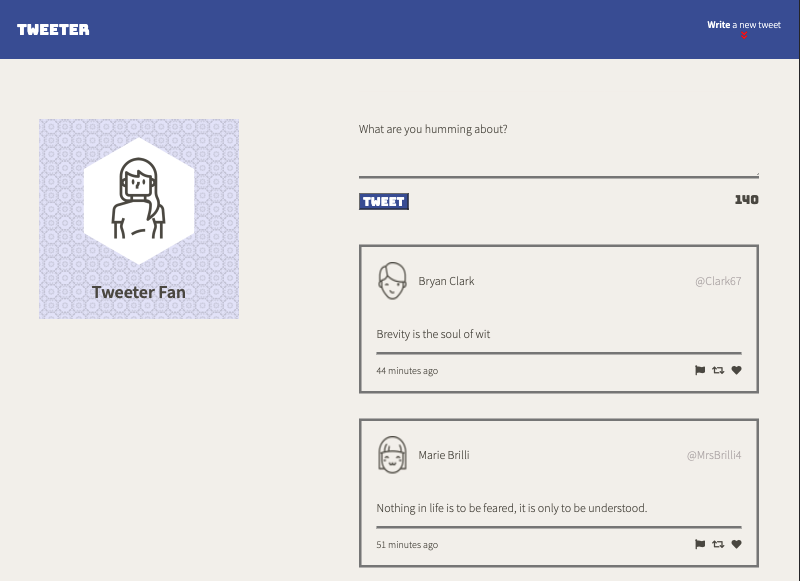 TWEETER
Write a new tweet
Tweeter Fan
What are you humming about?
TWEET
140
Bryan Clark
@Clark67
Brevity is the soul of wit
44 minutes ago
Marie Brilli
@MrsBrilli4
Nothing in life is to be feared, it is only to be understood.
51 minutes ago